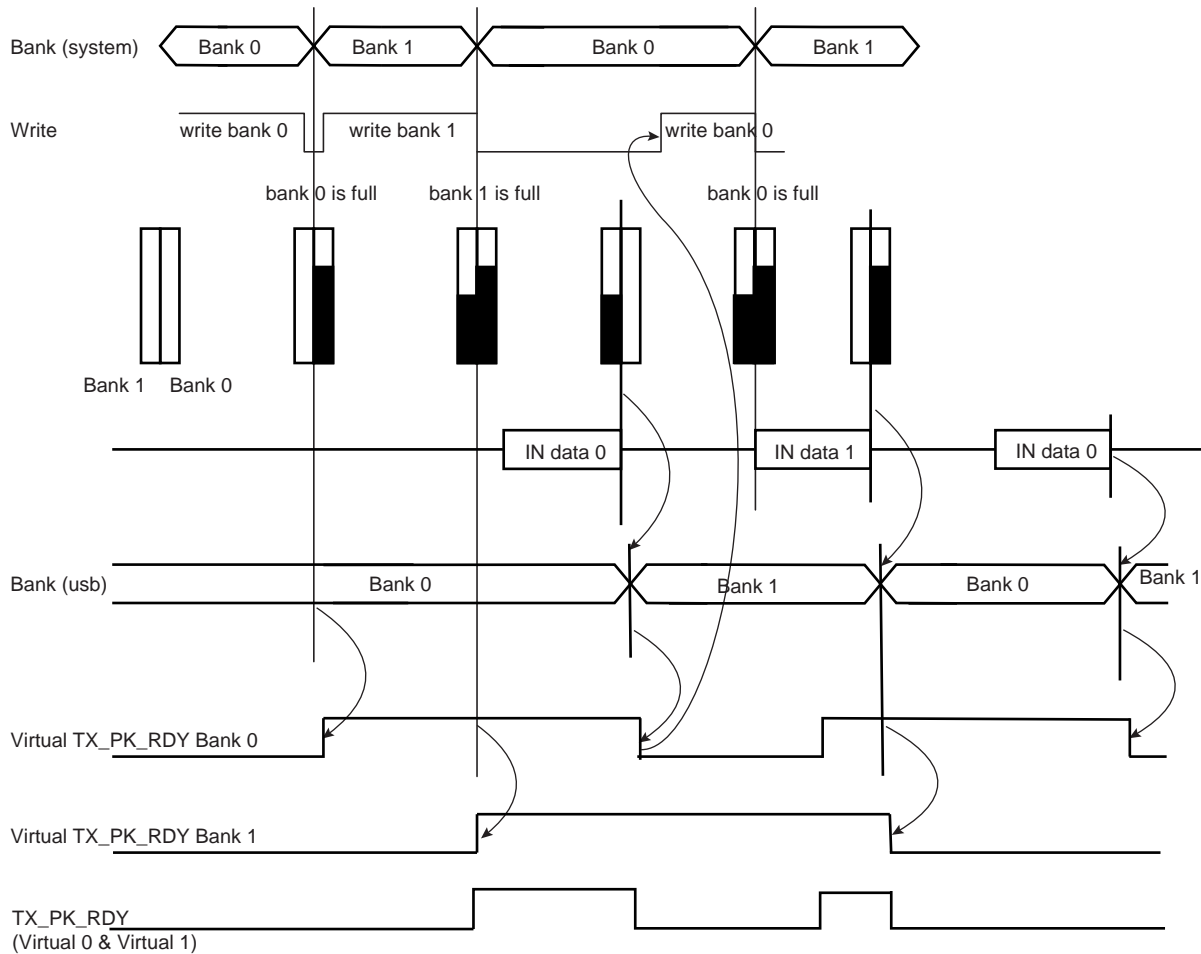 Bank (system)
Bank 0
Bank 1
Bank 0
Bank 1
Write
write bank 0
write bank 1
write bank 0
bank 0 is full
bank 1 is full
bank 0 is full
Bank 1
Bank 0
IN data 0
IN data 1
IN data 0
Bank (usb)
Bank 0
Bank 1
Bank 0
Bank 1
Virtual TX_PK_RDY Bank 0
Virtual TX_PK_RDY Bank 1
TX_PK_RDY
(Virtual 0 & Virtual 1)